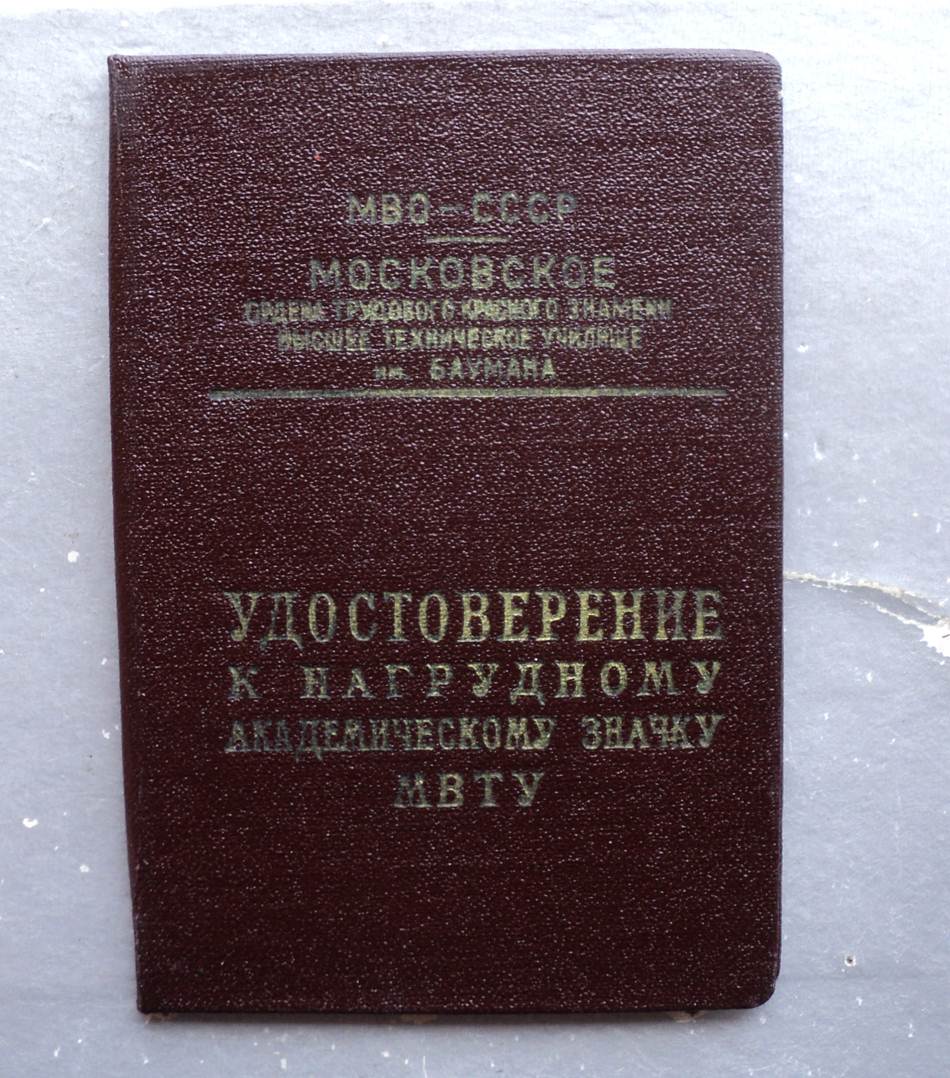 МВО-СССР
МОСКОВСКОЕ
ОРДЕНА ТРУДОВОГО КРАСНОГО ЗНАМЕНИ
ВЫСШЕЕ ТЕХНИЧЕСКОЕ УЧИЛИЩЕ
им. БАУМАНА
УДОСТОВЕРЕНИЕ
К НАГРУДНОМУ
АКАДЕМИЧЕСКОМУ ЗНАЧКУ
МВТУ